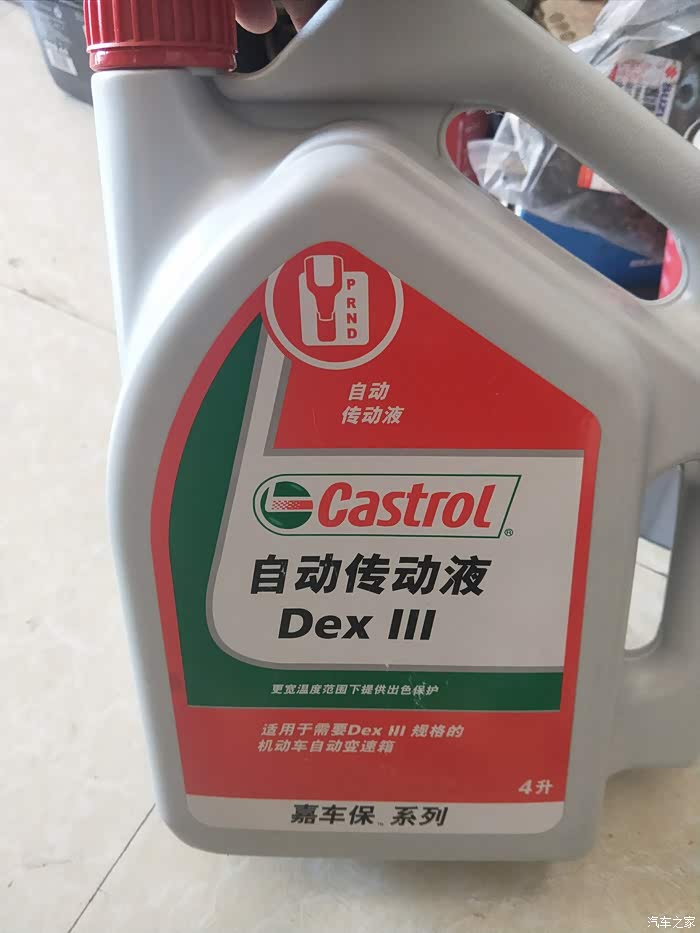 P
R
N
D
自动
传动液
Castrol®
自动传动液
Dex III
更宽温度范围下提供出色保护
适用于需要Dex III 规格的
机动车自动变速箱
4升
嘉车保™ 系列
汽车之家